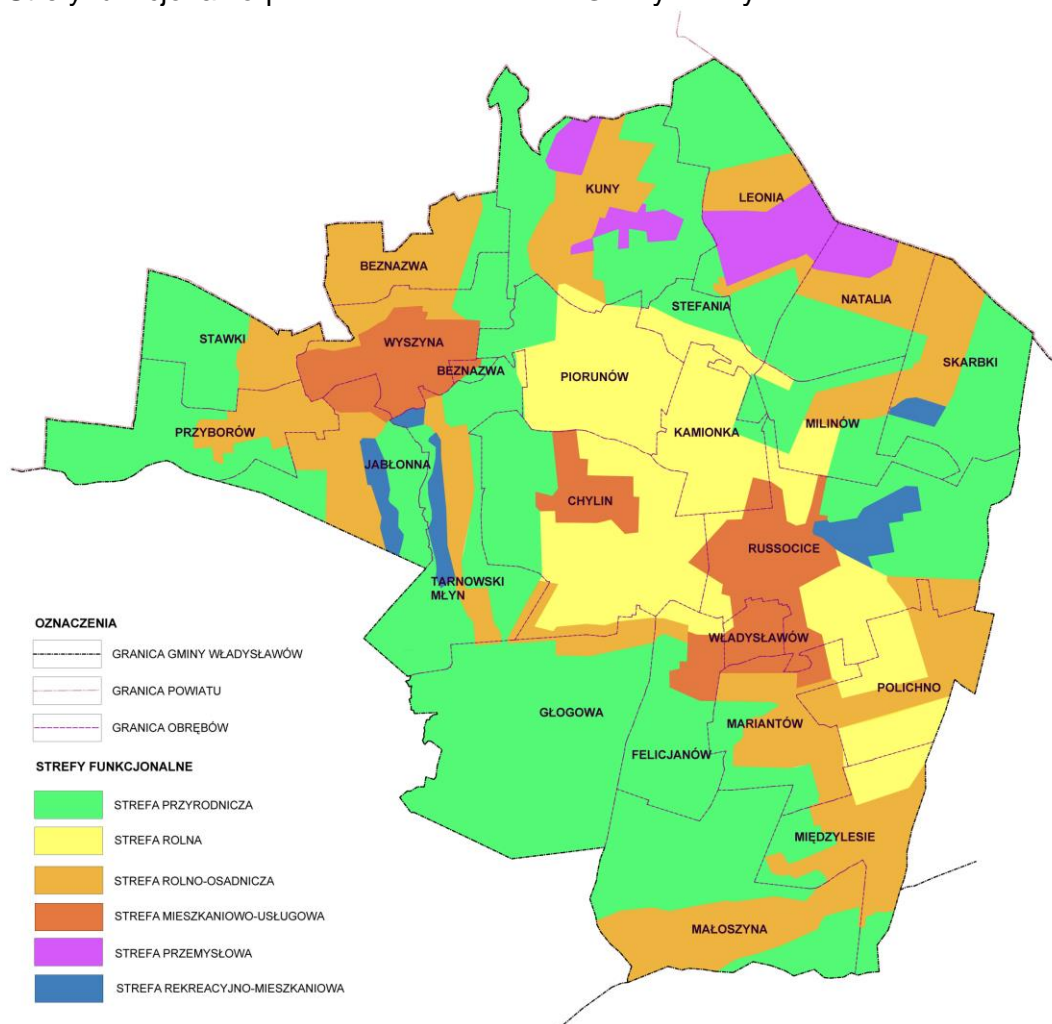 KUNY
LEONIA
BEZNAZWA
NATALIA
STEFANIA
STAWKI
WYSZYNA
SKARBKI
BEZNAZWA
PIORUNÓW
MILINÓW
PRZYBORÓW
KAMIONKA
JABŁONNA
CHYLIN
RUSSOCICE
TARNOWSKI
MŁYN
WŁADYSŁAWÓW
POLICHNO
GŁOGOWA
MARIANTÓW
FELICJANÓW
MIĘDZYLESIE
MAŁOSZYNA
OZNACZENIA
GRANICA GMINY WŁADYSŁAWÓW
GRANICA POWIATU
GRANICA OBRĘBÓW
STREFY FUNKCJONALNE
STREFA PRZYRODNICZA
STREFA ROLNA
STREFA ROLNO-OSADNICZA
STREFA MIESZKANIOWO-USŁUGOWA
STREFA PRZEMYSŁOWA
STREFA REKREACYJNO-MIESZKANIOWA